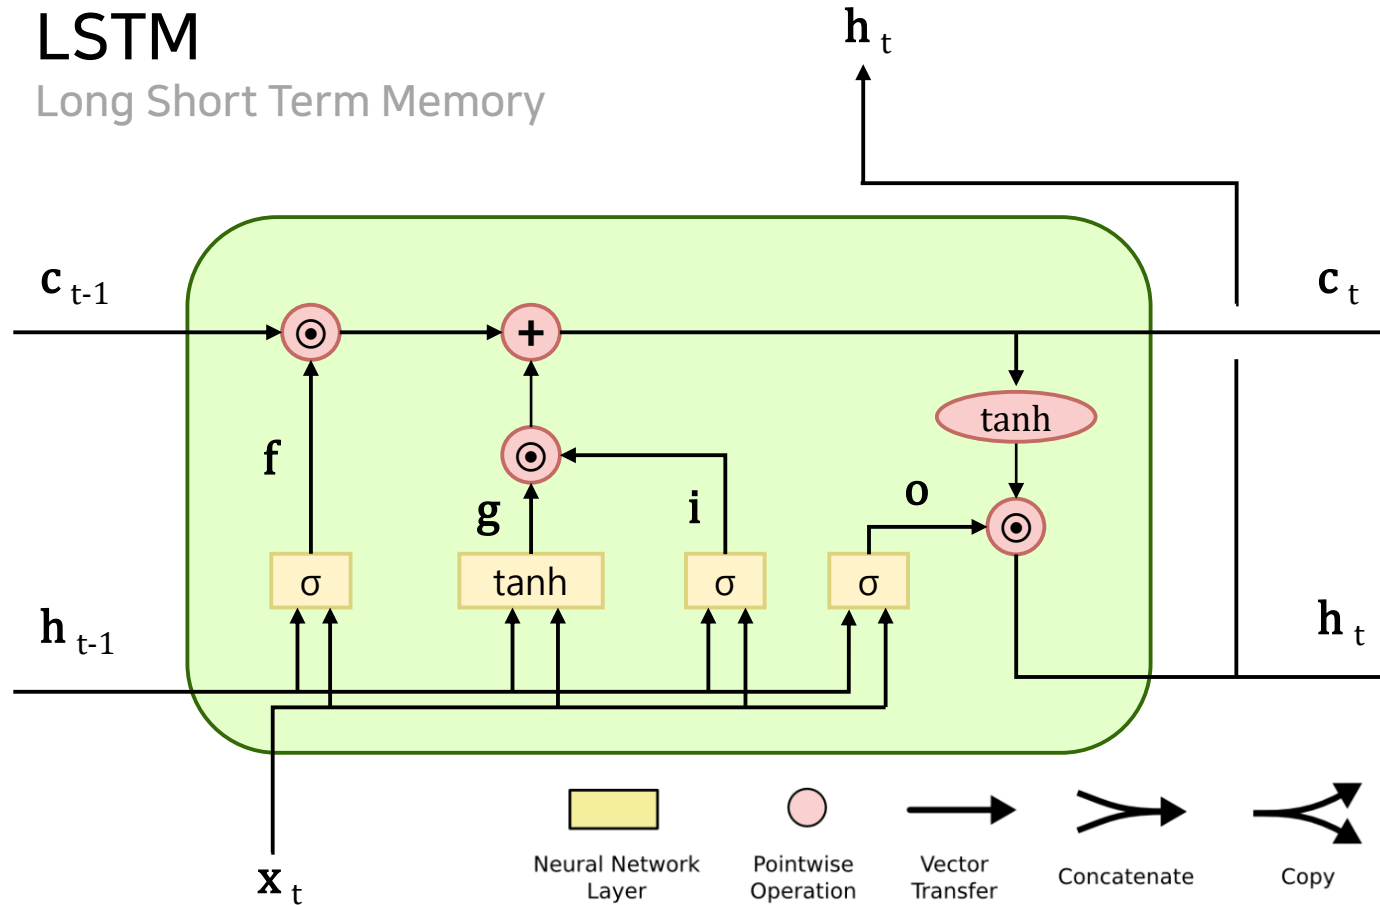 LSTM
Long Short Term Memory
h t
c t-1
c t
⊙
+
tanh
f
⊙
g
i
o
⊙
σ
tanh
σ
σ
h t-1
h t
x t
Neural Network
Layer
Pointwise
Operation
Vector
Transfer
Concatenate
Copy